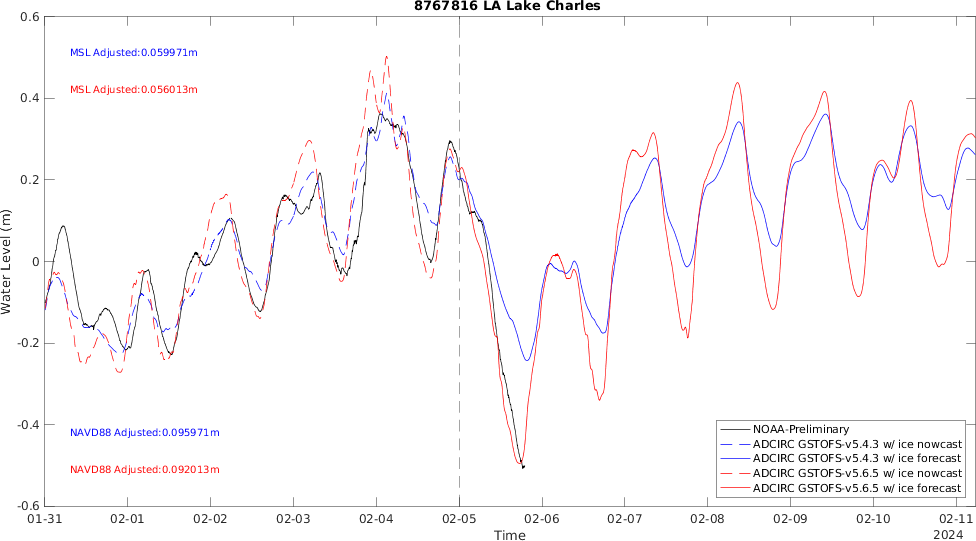 8767816 LA Lake Charles
MSL Adjusted:0.059971m
MSL Adjusted:0.056013m
NAVD88 Adjusted:0.095971m
NAVD88 Adjusted:0.092013m
Water Level (m)
0.6
0.4
0.2
0
-0.2
-0.4
-0.6
NOAA-Preliminary
ADCIRC GSTOFS-v5.4.3 w/ ice nowcast
ADCIRC GSTOFS-v5.4.3 w/ ice forecast
ADCIRC GSTOFS-v5.6.5 w/ ice nowcast
ADCIRC GSTOFS-v5.6.5 w/ ice forecast
01-31 02-01 02-02 02-03 02-04 02-05 02-06 02-07 02-08 02-09 02-10 02-11
Time
2024